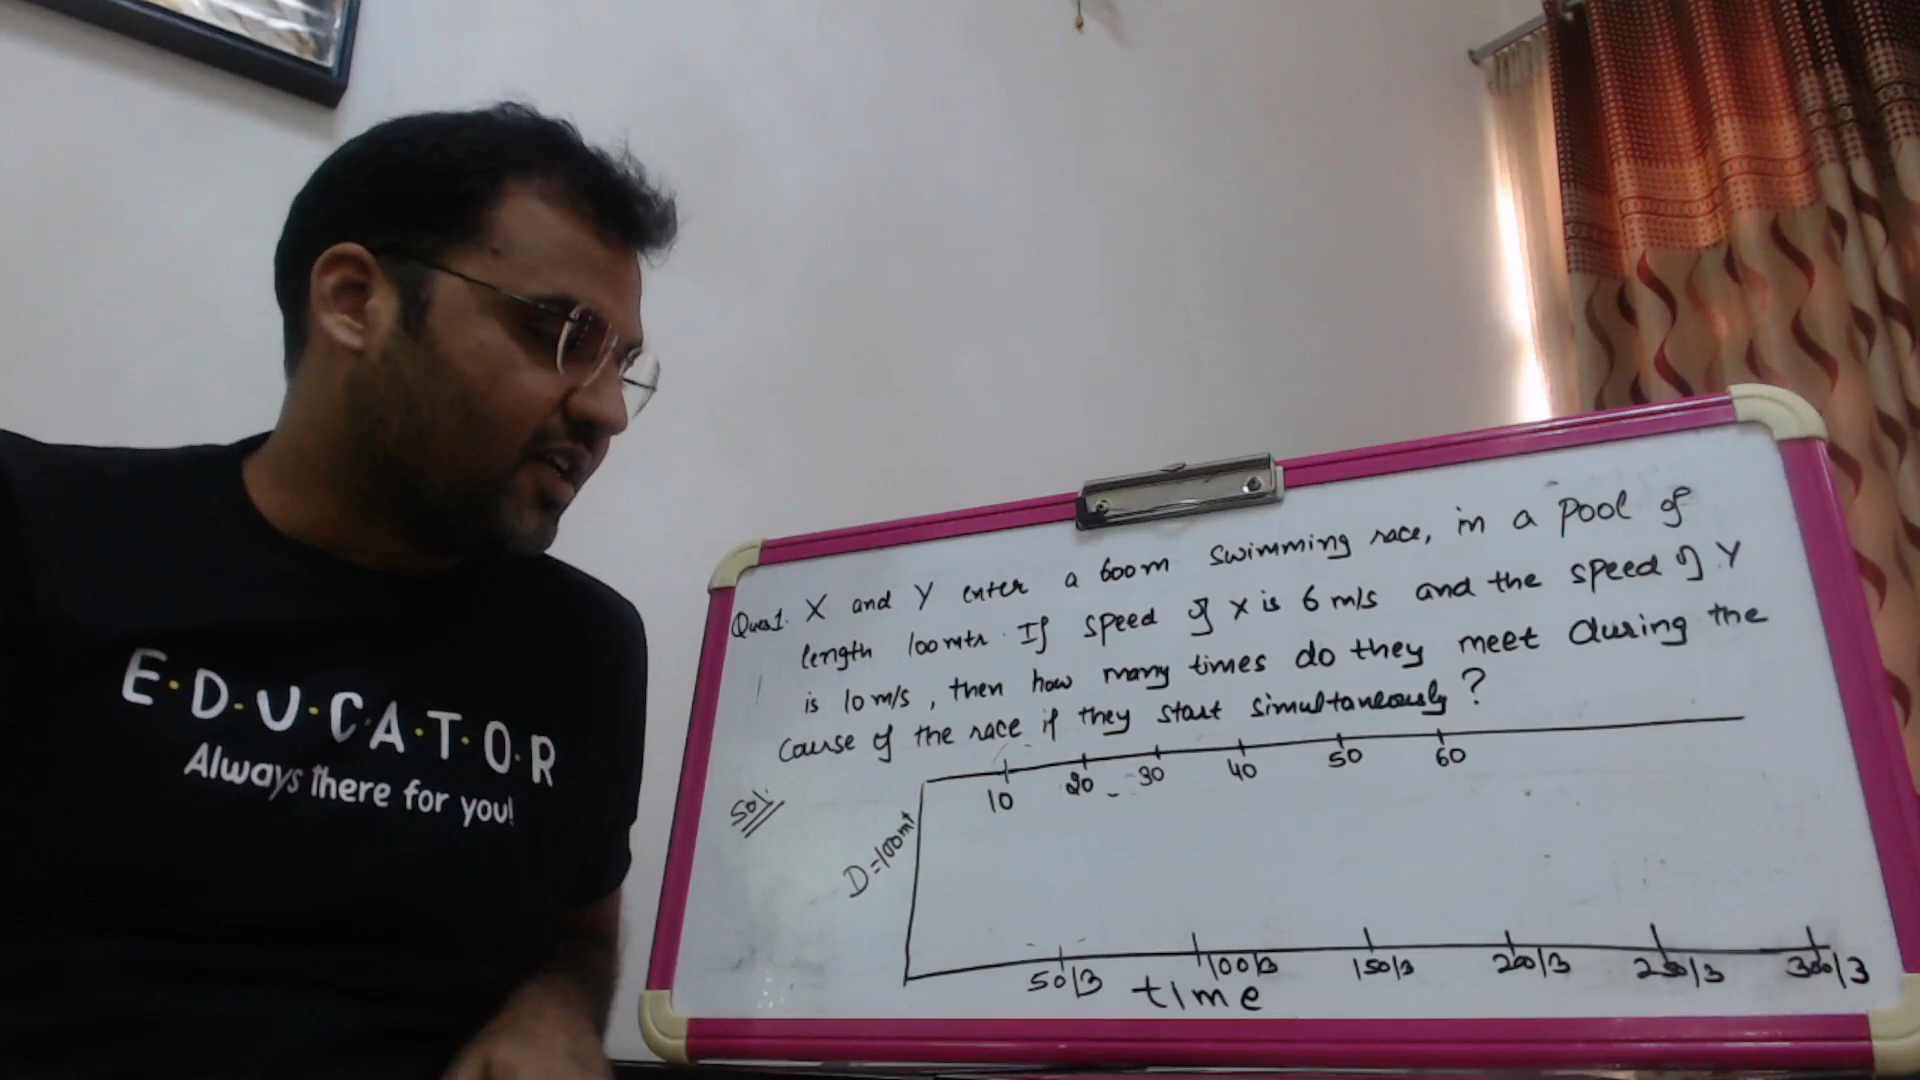 E·D·U·C·A·T·O·R
Always there for you!
Ques1. X and Y enter a 600m swimming race, in a pool of
length 100mtr. If speed of X is 6 m/s and the speed of Y
is 10 m/s, then how many times do they meet during the
course of the race if they start simultaneously?
Sol:
10 20 30 40 50 60
D=100mt
50/3 100/3 150/3 200/3 250/3 300/3
time